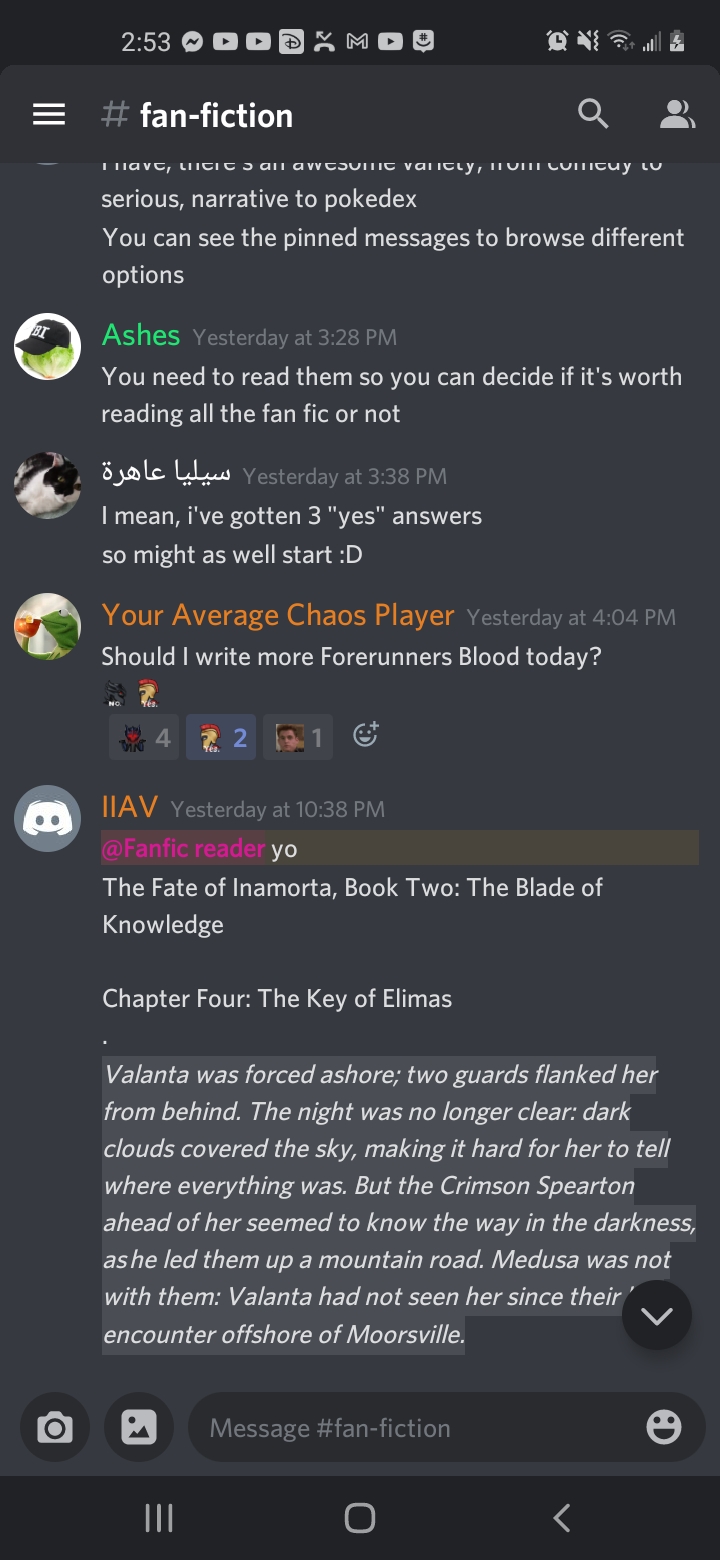 2:53
# fan-fiction
I have, there's an awesome variety, from comedy to
serious, narrative to pokedex
You can see the pinned messages to browse different
options
Ashes Yesterday at 3:28 PM
You need to read them so you can decide if it's worth
reading all the fan fic or not
سيليا عاهرة Yesterday at 3:38 PM
I mean, i've gotten 3 "yes" answers
so might as well start :D
Your Average Chaos Player Yesterday at 4:04 PM
Should I write more Forerunners Blood today?
NO. Yes.
4 Yes. 2 1
IIAV Yesterday at 10:38 PM
@Fanfic reader yo
The Fate of Inamorta, Book Two: The Blade of
Knowledge
Chapter Four: The Key of Elimas
.
Valanta was forced ashore; two guards flanked her
from behind. The night was no longer clear: dark
clouds covered the sky, making it hard for her to tell
where everything was. But the Crimson Spearton
ahead of her seemed to know the way in the darkness,
as he led them up a mountain road. Medusa was not
with them: Valanta had not seen her since their
encounter offshore of Moorsville.
Message #fan-fiction